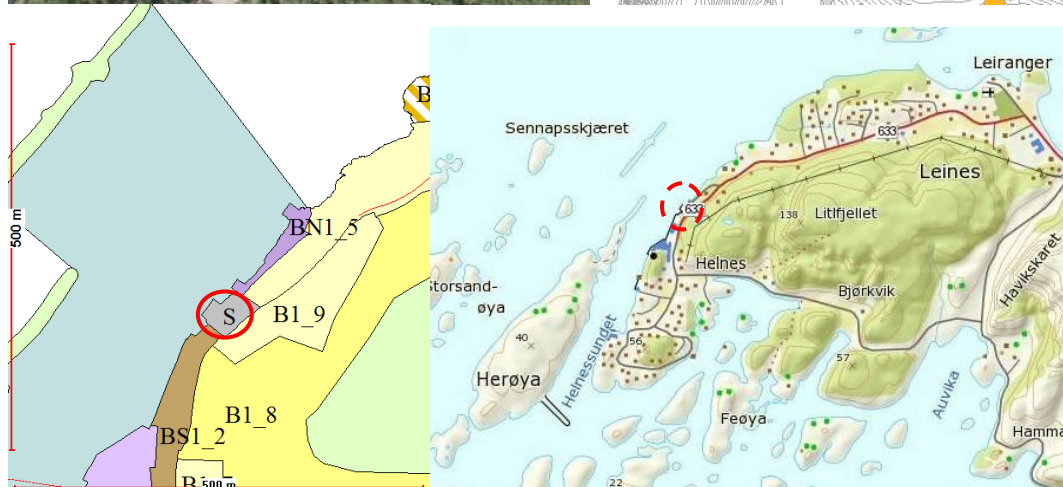 500 m
B
BN1_5
S
B1_9
B1_8
BS1_2
500 m
Leiranger
Sennapsskjæret
633
Leines
633
138
Litlfjellet
Helnes
Storsand-
øya
Bjørkvik
Havikskaret
40
56
57
Herøya
Helnessundet
Feøya
Auvika
Hamma
22